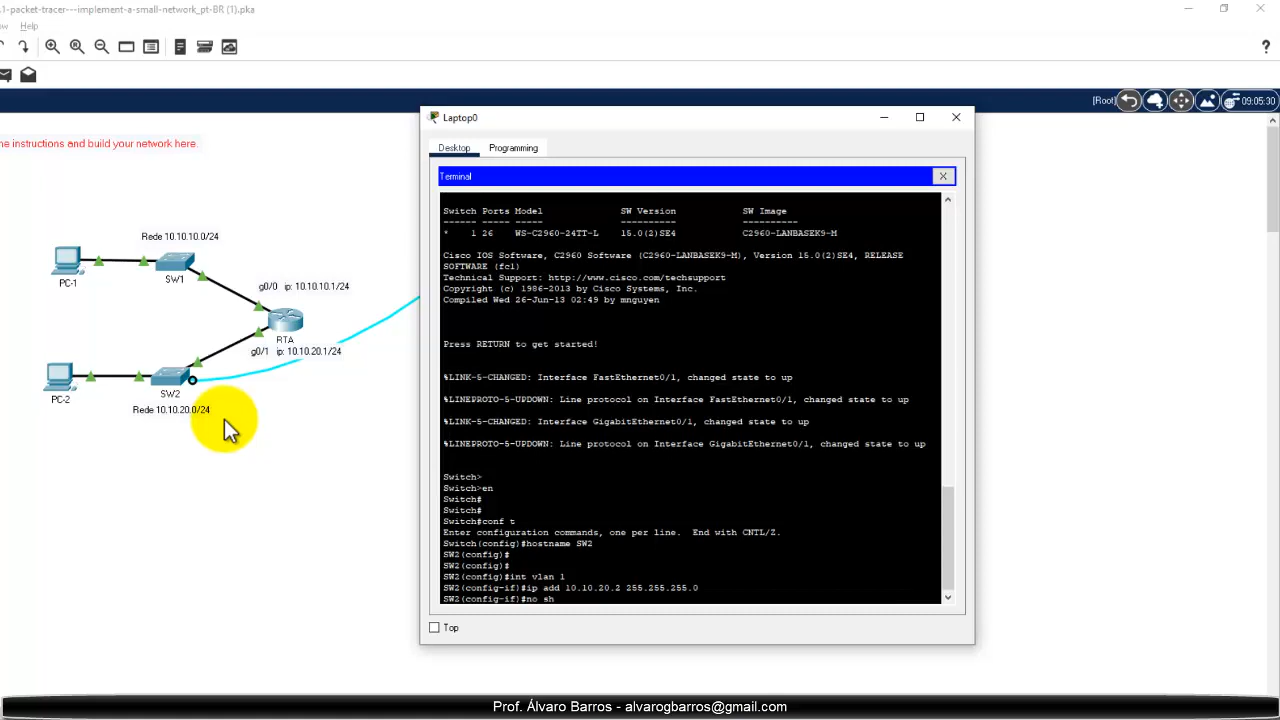 .1-packet-tracer---implement-a-small-network_pt-BR (1).pka
ow Help
?
[Root]
09:05:30
ne instructions and build your network here.
Rede 10.10.10.0/24
PC-1
SW1
g0/0 ip: 10.10.10.1/24
RTA
g0/1 ip: 10.10.20.1/24
PC-2
SW2
Rede 10.10.20.0/24
Laptop0
Desktop Programming
Terminal X
Switch Ports Model SW Version SW Image
------ ----- ----- ---------- ----------
* 1 26 WS-C2960-24TT-L 15.0(2)SE4 C2960-LANBASEK9-M
Cisco IOS Software, C2960 Software (C2960-LANBASEK9-M), Version 15.0(2)SE4, RELEASE
SOFTWARE (fc1)
Technical Support: http://www.cisco.com/techsupport
Copyright (c) 1986-2013 by Cisco Systems, Inc.
Compiled Wed 26-Jun-13 02:49 by mnguyen
Press RETURN to get started!
%LINK-5-CHANGED: Interface FastEthernet0/1, changed state to up
%LINEPROTO-5-UPDOWN: Line protocol on Interface FastEthernet0/1, changed state to up
%LINK-5-CHANGED: Interface GigabitEthernet0/1, changed state to up
%LINEPROTO-5-UPDOWN: Line protocol on Interface GigabitEthernet0/1, changed state to up
Switch>
Switch>en
Switch#
Switch#
Switch#conf t
Enter configuration commands, one per line. End with CNTL/Z.
Switch(config)#hostname SW2
SW2(config)#
SW2(config)#
SW2(config)#int vlan 1
SW2(config-if)#ip add 10.10.20.2 255.255.255.0
SW2(config-if)#no sh
Top
Prof. Álvaro Barros - alvarogbarros@gmail.com